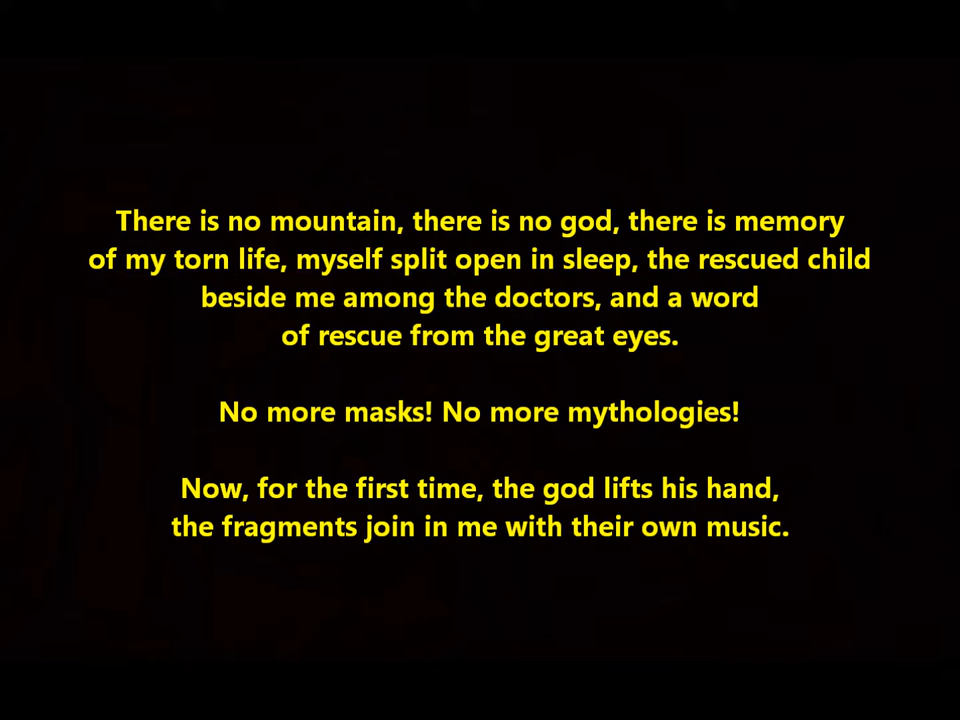 There is no mountain, there is no god, there is memory
of my torn life, myself split open in sleep, the rescued child
beside me among the doctors, and a word
of rescue from the great eyes.
No more masks! No more mythologies!
Now, for the first time, the god lifts his hand,
the fragments join in me with their own music.